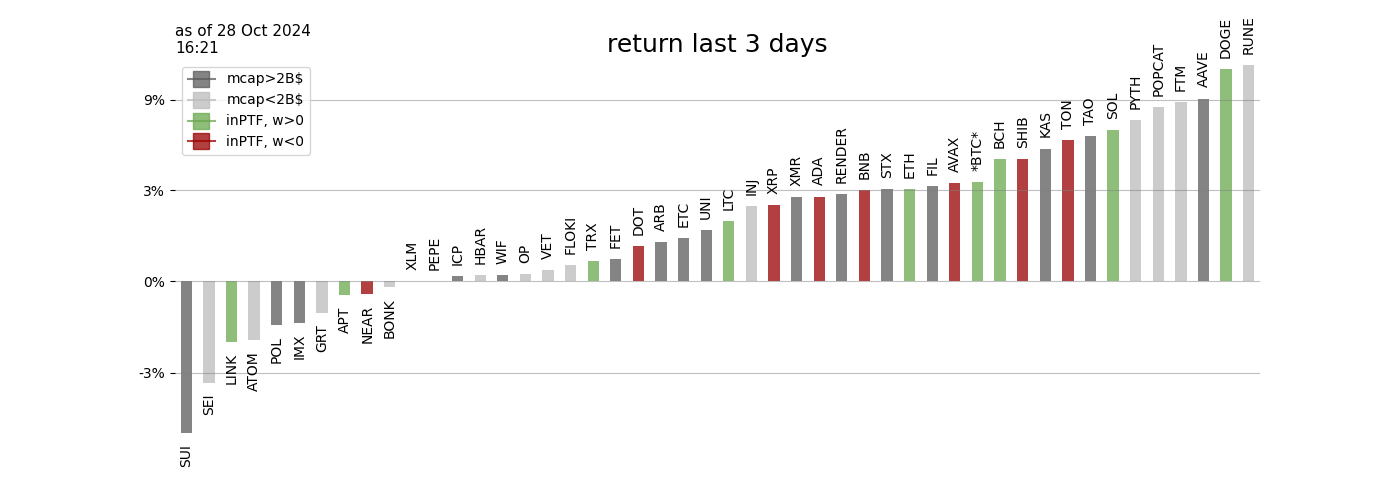 as of 28 Oct 2024
16:21
return last 3 days
mcap>2B$
mcap<2B$
inPTF, w>0
inPTF, w<0
9%
3%
0%
-3%
SUI
SEI
LINK
ATOM
POL
IMX
GRT
APT
NEAR
BONK
XLM
PEPE
ICP
HBAR
WIF
OP
VET
FLOKI
TRX
FET
DOT
ARB
ETC
UNI
LTC
INJ
XRP
XMR
ADA
RENDER
BNB
STX
ETH
FIL
AVAX
*BTC*
BCH
SHIB
KAS
TON
TAO
SOL
PYTH
POPCAT
FTM
AAVE
DOGE
RUNE